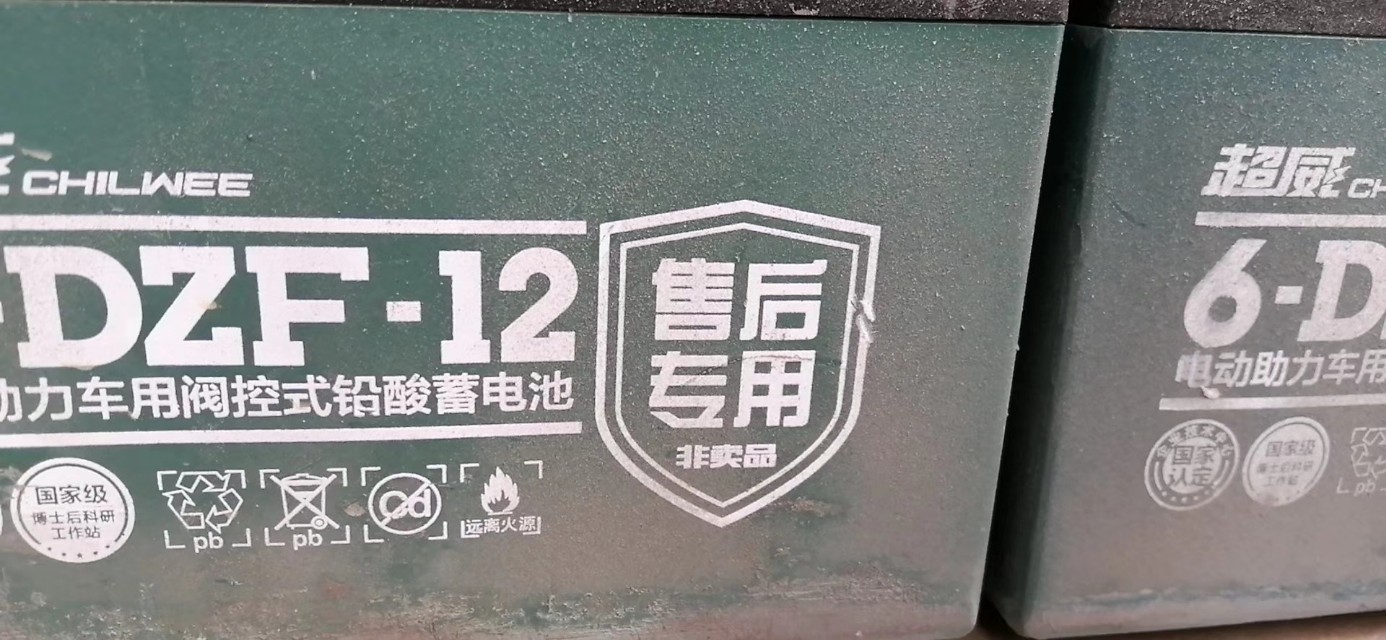 CHILWEE
-DZF-12
助力车用阀控式铅酸蓄电池
国家级
博士后科研
工作站
pb
pb
Cd
远离火源
售后
专用
非卖品
超威 CH
6-D
电动助力车用
国家
认定
国家级
博士后科研
工作站
pb